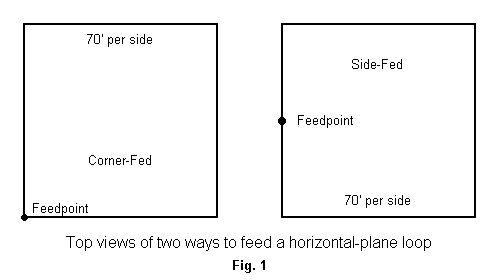 70' per side
Corner-Fed
Feedpoint
Side-Fed
Feedpoint
70' per side
Top views of two ways to feed a horizontal-plane loop
Fig. 1